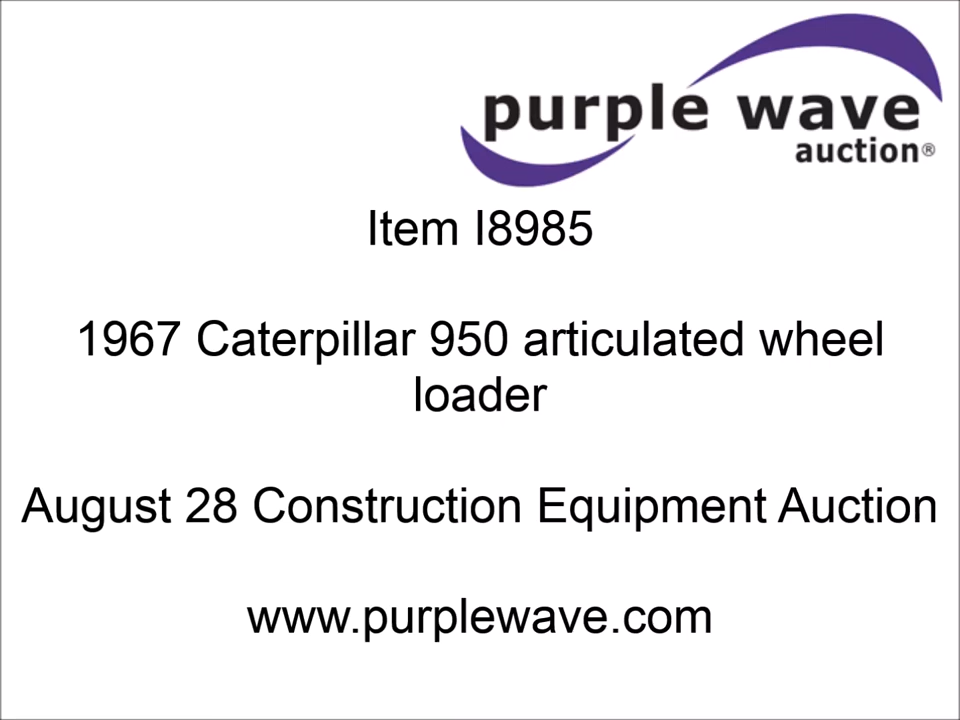 purple wave
auction®
Item I8985
1967 Caterpillar 950 articulated wheel
loader
August 28 Construction Equipment Auction
www.purplewave.com